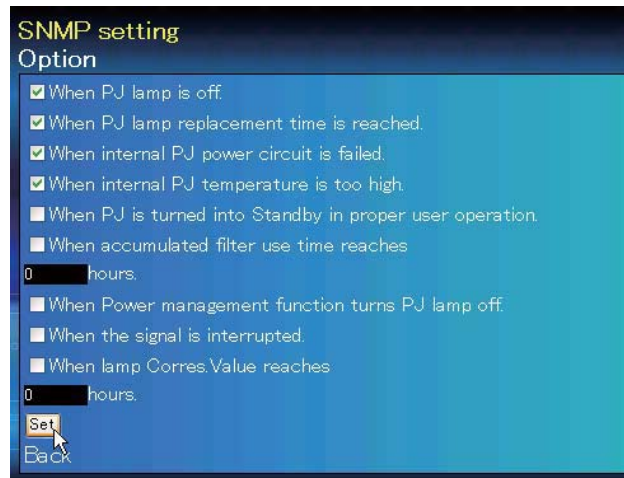 SNMP setting
Option
When PJ lamp is off.
When PJ lamp replacement time is reached.
When internal PJ power circuit is failed.
When internal PJ temperature is too high.
When PJ is turned into Standby in proper user operation.
When accumulated filter use time reaches
0 hours.
When Power management function turns PJ lamp off.
When the signal is interrupted.
When lamp Corres.Value reaches
0 hours.
Set
Back